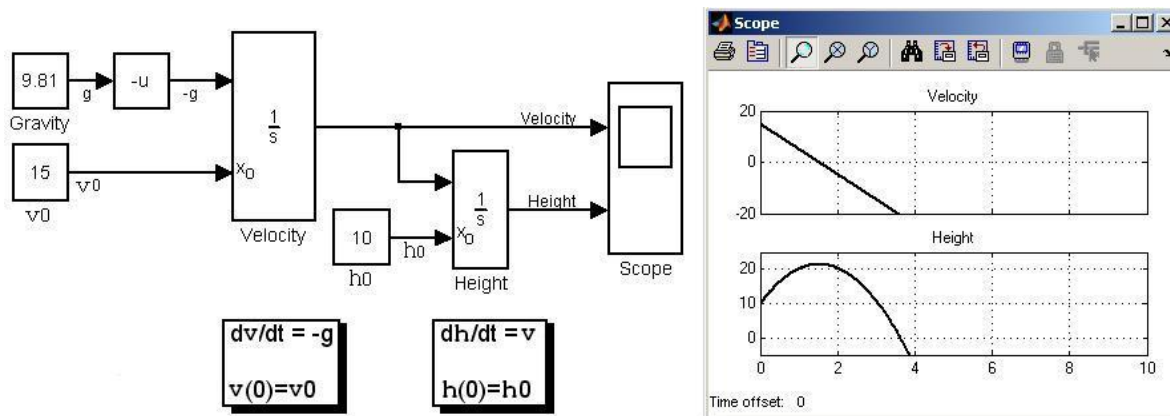 9.81
g
-u
-g
Gravity
15
v0
v0
1
s
xo
Velocity
Velocity
10
h0
h0
1
s
xo
Height
Height
Scope
dv/dt = -g
v(0)=v0
dh/dt = v
h(0)=h0
Scope
Velocity
20
0
-20
Height
20
10
0
0
2
4
6
8
10
Time offset: 0